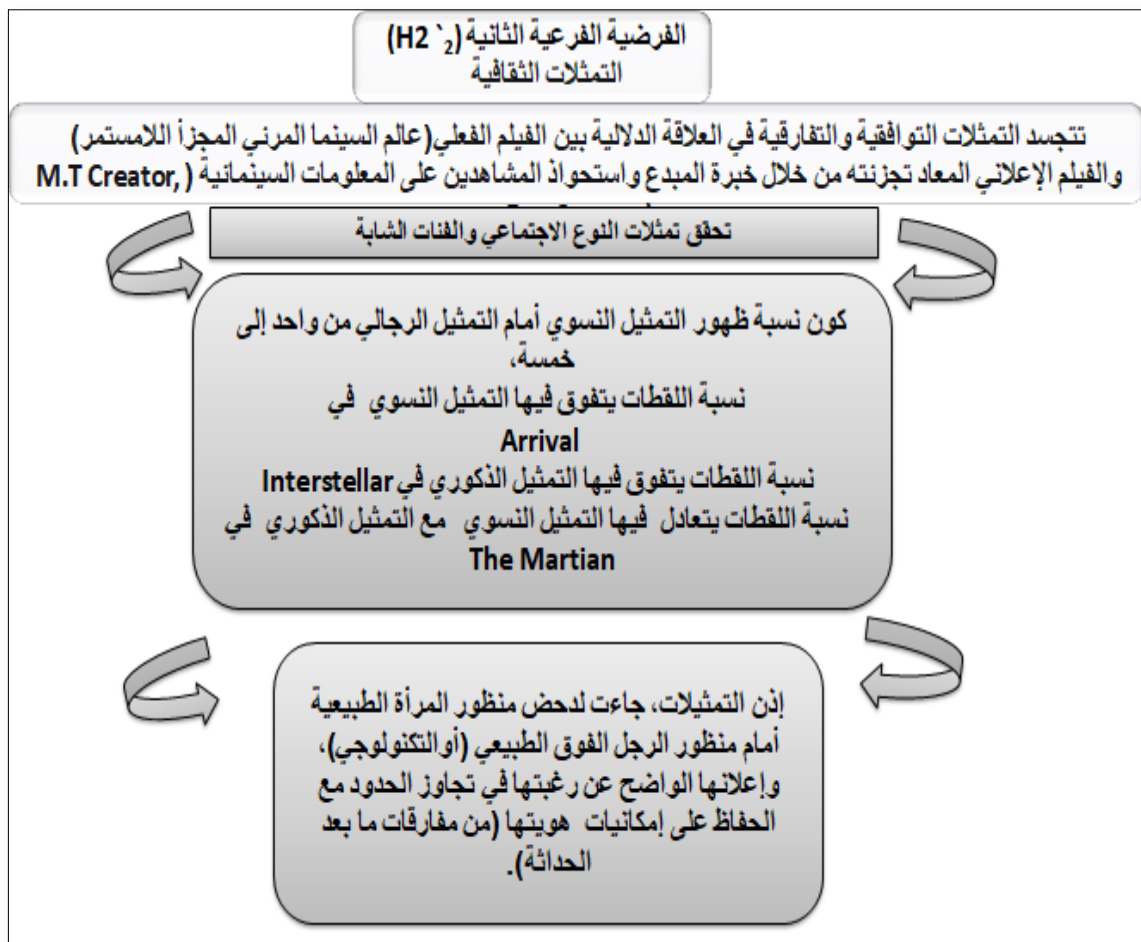 الفرضية الفرعية الثانية (H2 `₂)
التمثلات الثقافية
تتجسد التمثلات التوافقية والتفارقية في العلاقة الدلالية بين الفيلم الفعلي(عالم السينما المرئي المجزأ اللامستمر)
والفيلم الإعلاني المعاد تجزئته من خلال خبرة المبدع واستحواذ المشاهدين على المعلومات السينمائية ( ,M.T Creator
تحقق تمثلات النوع الاجتماعي والفئات الشابة
كون نسبة ظهور التمثيل النسوي أمام التمثيل الرجالي من واحد إلى
خمسة،
نسبة اللقطات يتفوق فيها التمثيل النسوي في
Arrival
نسبة اللقطات يتفوق فيها التمثيل الذكوري في Interstellar
نسبة اللقطات يتعادل فيها التمثيل النسوي مع التمثيل الذكوري في
The Martian
إذن التمثيلات، جاءت لدحض منظور المرأة الطبيعية
أمام منظور الرجل الفوق الطبيعي (أوالتكنولوجي)،
وإعلانها الواضح عن رغبتها في تجاوز الحدود مع
الحفاظ على إمكانيات هويتها (من مفارقات ما بعد
الحداثة).